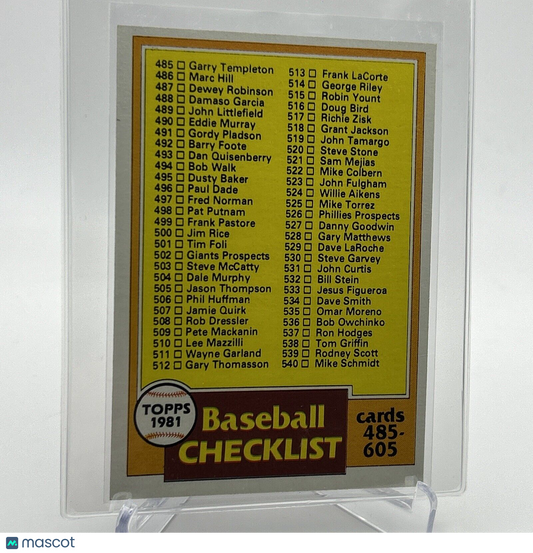 485 □ Garry Templeton
486 □ Marc Hill
487 □ Dewey Robinson
488 □ Damaso Garcia
489 □ John Littlefield
490 □ Eddie Murray
491 □ Gordy Pladson
492 □ Barry Foote
493 □ Dan Quisenberry
494 □ Bob Walk
495 □ Dusty Baker
496 □ Paul Dade
497 □ Fred Norman
498 □ Pat Putnam
499 □ Frank Pastore
500 □ Jim Rice
501 □ Tim Foli
502 □ Giants Prospects
503 □ Steve McCatty
504 □ Dale Murphy
505 □ Jason Thompson
506 □ Phil Huffman
507 □ Jamie Quirk
508 □ Rob Dressler
509 □ Pete Mackanin
510 □ Lee Mazzilli
511 □ Wayne Garland
512 □ Gary Thomasson
513 □ Frank LaCorte
514 □ George Riley
515 □ Robin Yount
516 □ Doug Bird
517 □ Richie Zisk
518 □ Grant Jackson
519 □ John Tamargo
520 □ Steve Stone
521 □ Sam Mejias
522 □ Mike Colbern
523 □ John Fulgham
524 □ Willie Aikens
525 □ Mike Torrez
526 □ Phillies Prospects
527 □ Danny Goodwin
528 □ Gary Matthews
529 □ Dave LaRoche
530 □ Steve Garvey
531 □ John Curtis
532 □ Bill Stein
533 □ Jesus Figueroa
534 □ Dave Smith
535 □ Omar Moreno
536 □ Bob Owchinko
537 □ Ron Hodges
538 □ Tom Griffin
539 □ Rodney Scott
540 □ Mike Schmidt
TOPPS
1981
Baseball
CHECKLIST
cards
485-
605
mascot